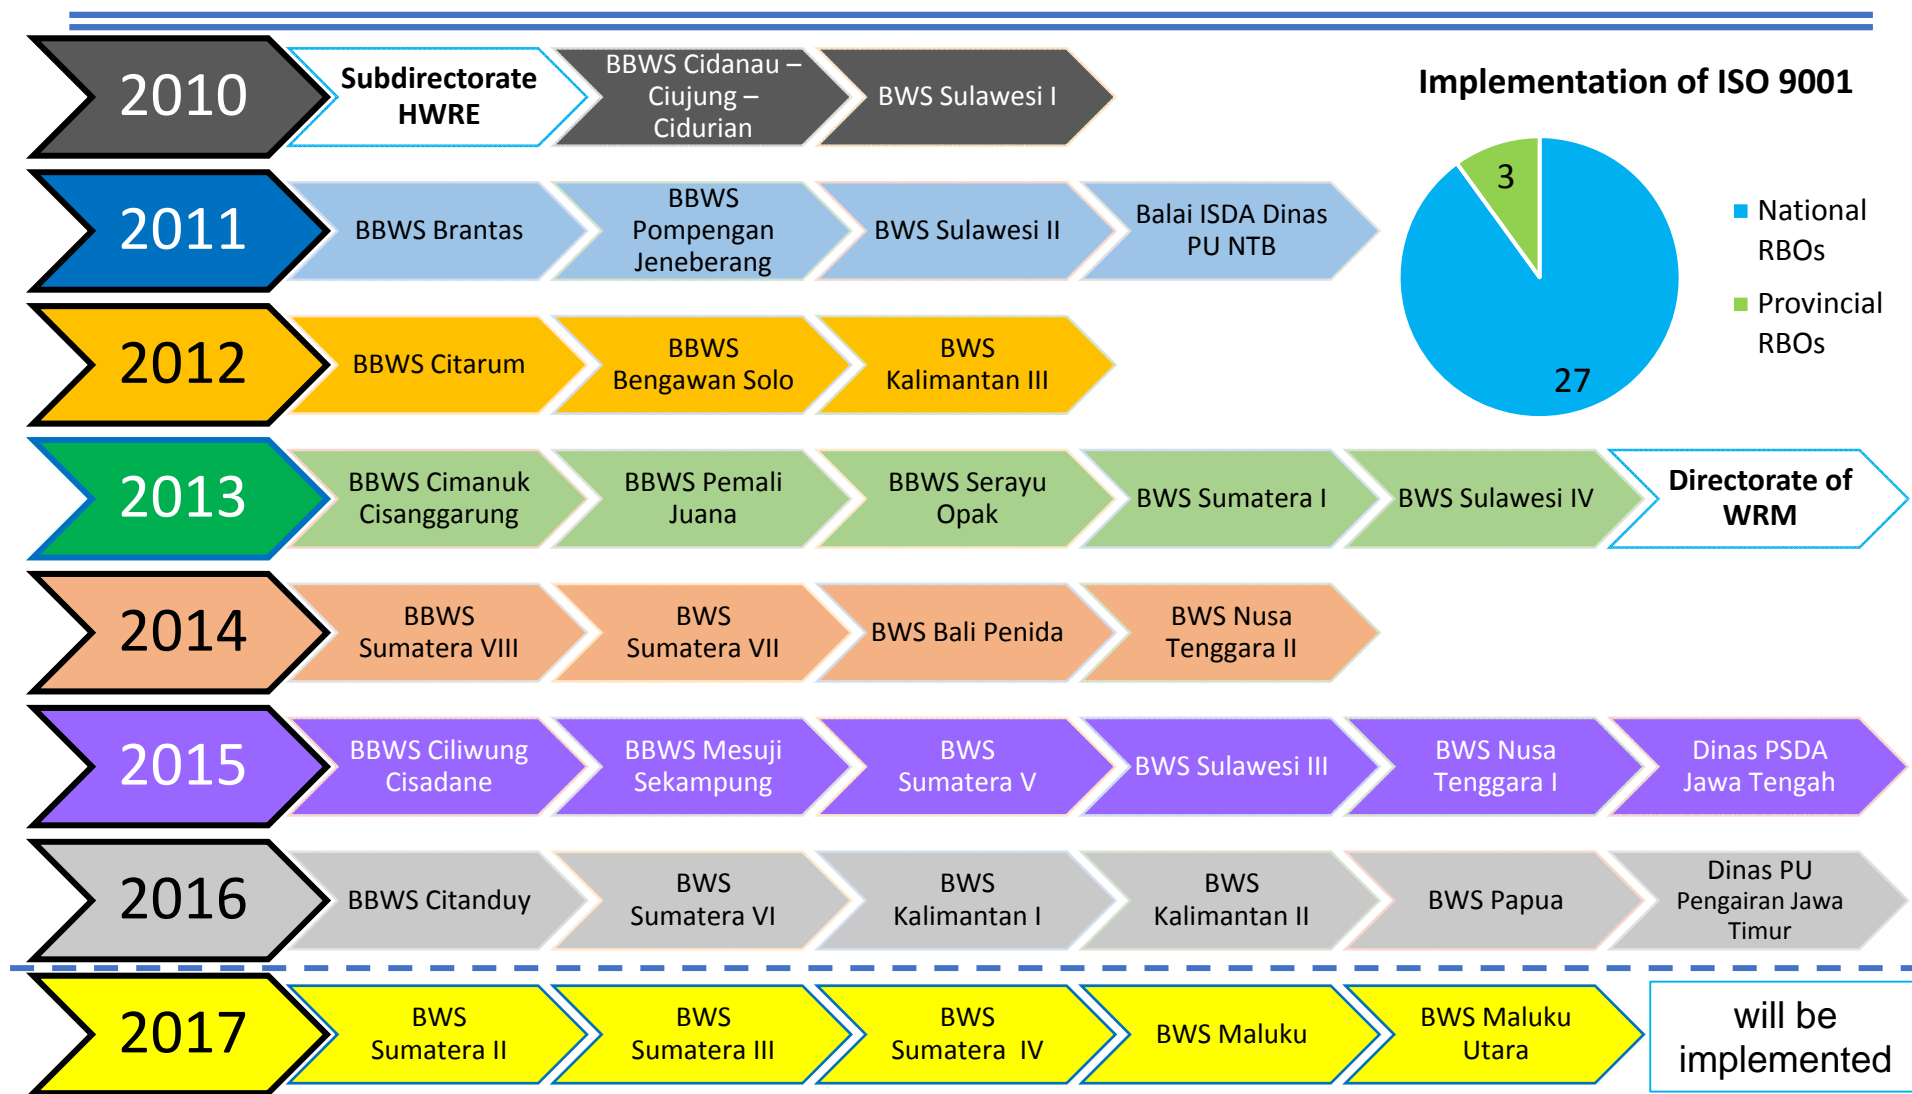 2010
Subdirectorate
HWRE
BBWS Cidanau –
Ciujung –
Cidurian
BWS Sulawesi I
Implementation of ISO 9001
3
27
National
RBOs
Provincial
RBOs
2011
BBWS Brantas
BBWS
Pompengan
Jeneberang
BWS Sulawesi II
Balai ISDA Dinas
PU NTB
2012
BBWS Citarum
BBWS
Bengawan Solo
BWS
Kalimantan III
2013
BBWS Cimanuk
Cisanggarung
BBWS Pemali
Juana
BBWS Serayu
Opak
BWS Sumatera I
BWS Sulawesi IV
Directorate of
WRM
2014
BBWS
Sumatera VIII
BWS
Sumatera VII
BWS Bali Penida
BWS Nusa
Tenggara II
2015
BBWS Ciliwung
Cisadane
BBWS Mesuji
Sekampung
BWS
Sumatera V
BWS Sulawesi III
BWS Nusa
Tenggara I
Dinas PSDA
Jawa Tengah
2016
BBWS Citanduy
BWS
Sumatera VI
BWS
Kalimantan I
BWS
Kalimantan II
BWS Papua
Dinas PU
Pengairan Jawa
Timur
2017
BWS
Sumatera II
BWS
Sumatera III
BWS
Sumatera IV
BWS Maluku
BWS Maluku
Utara
will be
implemented